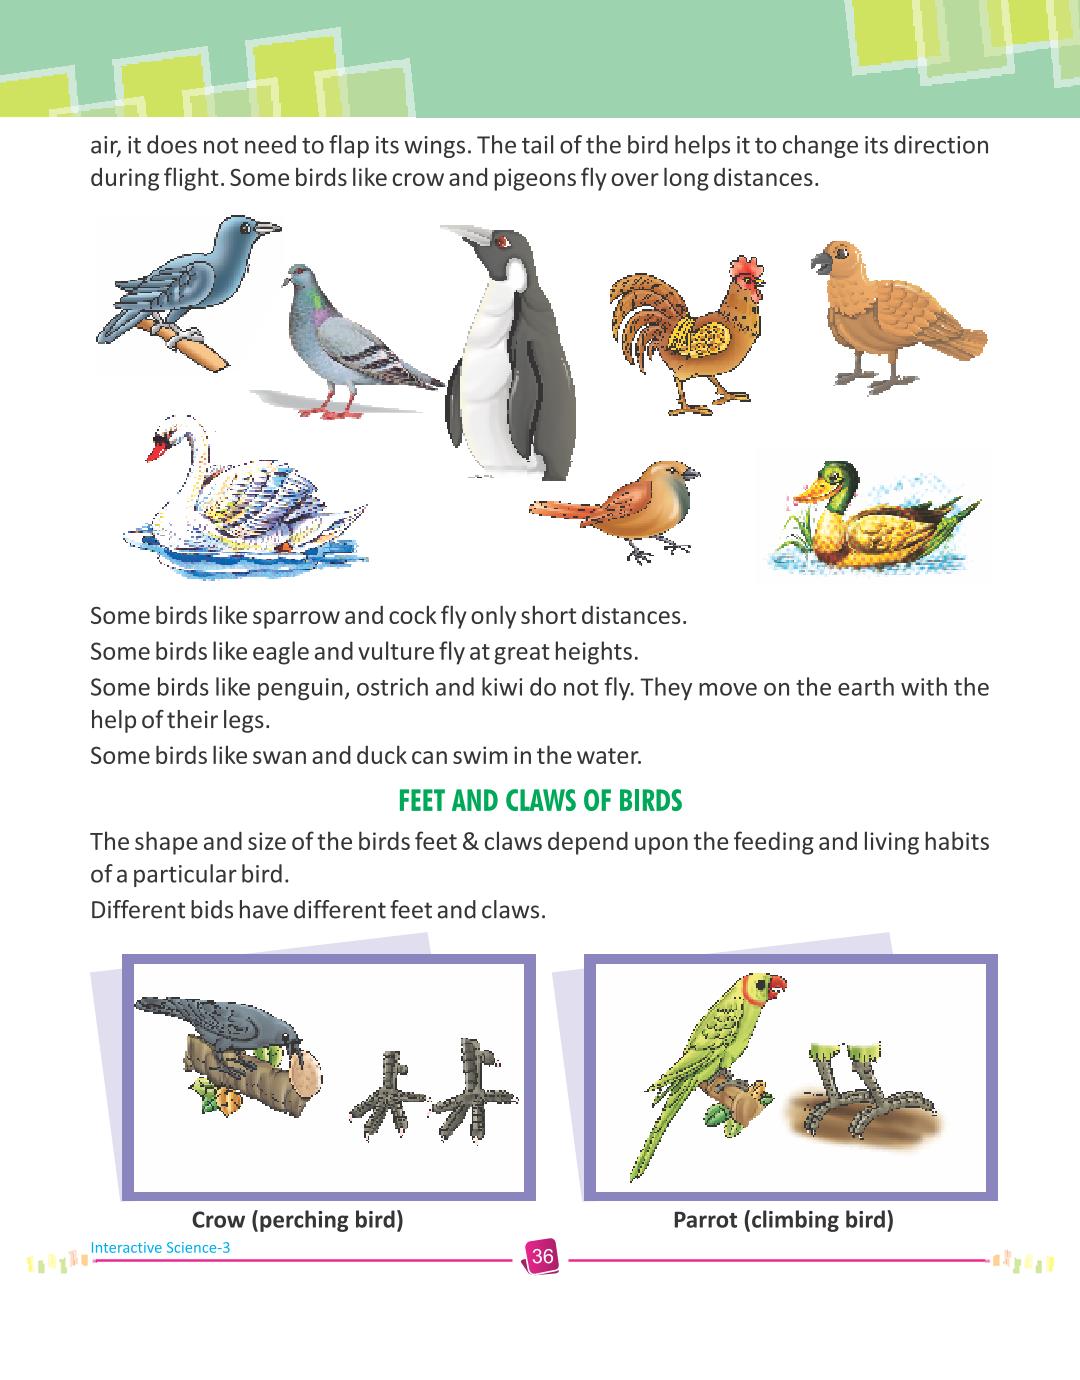 air, it does not need to flap its wings. The tail of the bird helps it to change its direction
during flight. Some birds like crow and pigeons fly over long distances.
Some birds like sparrow and cock fly only short distances.
Some birds like eagle and vulture fly at great heights.
Some birds like penguin, ostrich and kiwi do not fly. They move on the earth with the
help of their legs.
Some birds like swan and duck can swim in the water.
FEET AND CLAWS OF BIRDS
The shape and size of the birds feet & claws depend upon the feeding and living habits
of a particular bird.
Different bids have different feet and claws.
Crow (perching bird)
Parrot (climbing bird)
Interactive Science-3
36